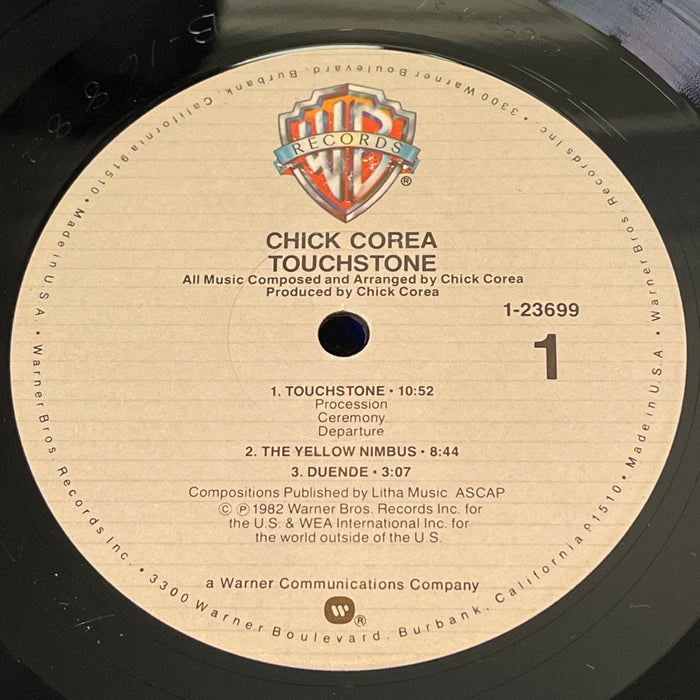 WB
RECORDS
®
CHICK COREA
TOUCHSTONE
All Music Composed and Arranged by Chick Corea
Produced by Chick Corea
1-23699
1
1. TOUCHSTONE • 10:52
Procession
Ceremony
Departure
2. THE YELLOW NIMBUS • 8:44
3. DUENDE • 3:07
Compositions Published by Litha Music ASCAP
© ℗ 1982 Warner Bros. Records Inc. for
the U.S. & WEA International Inc. for
the world outside of the U.S.
a Warner Communications Company
W ®
Warner Bros. Records Inc. • 3300 Warner Boulevard, Burbank, California 91510 • Made in U.S.A. •
Warner Bros. Records Inc. • 3300 Warner Boulevard, Burbank, California 91510 • Made in U.S.A. •